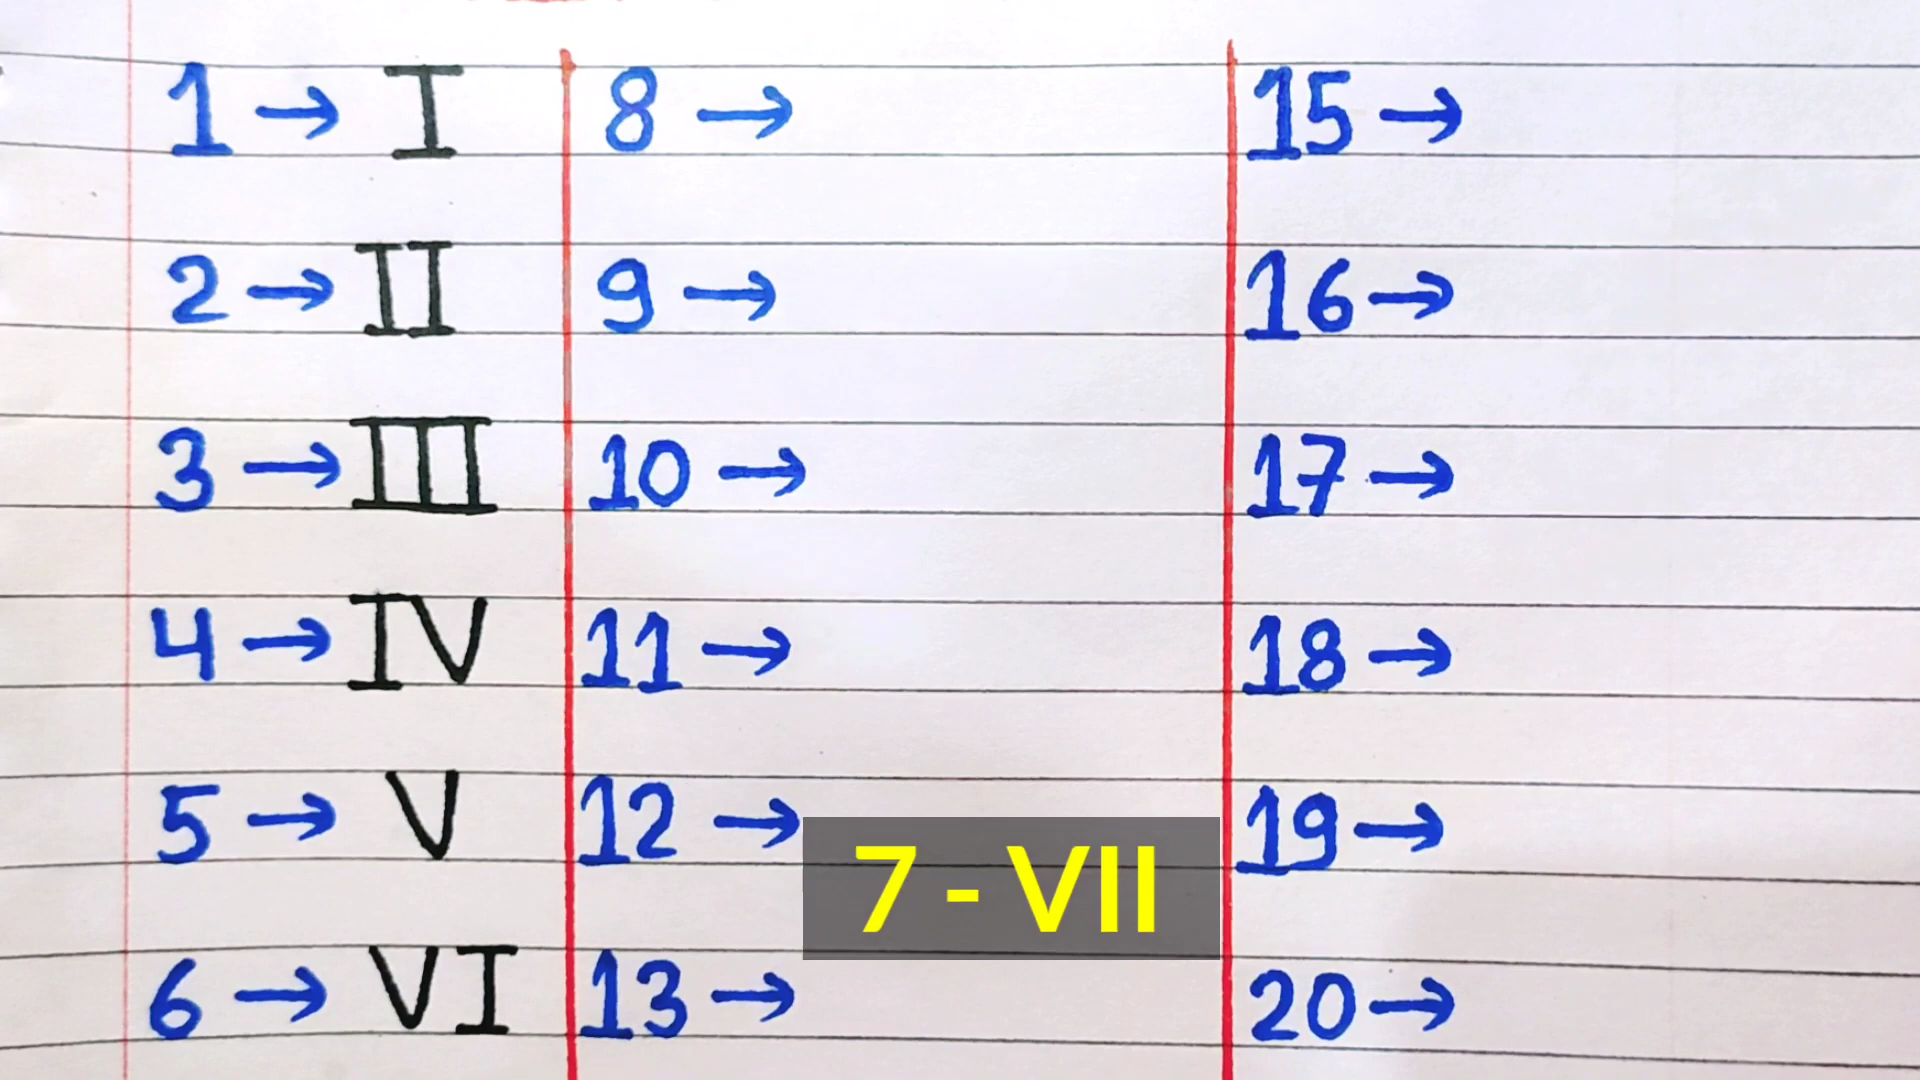 1 → I
2 → II
3 → III
4 → IV
5 → V
6 → VI
8 →
9 →
10 →
11 →
12 →
13 →
15 →
16 →
17 →
18 →
19 →
20 →
7 - VII